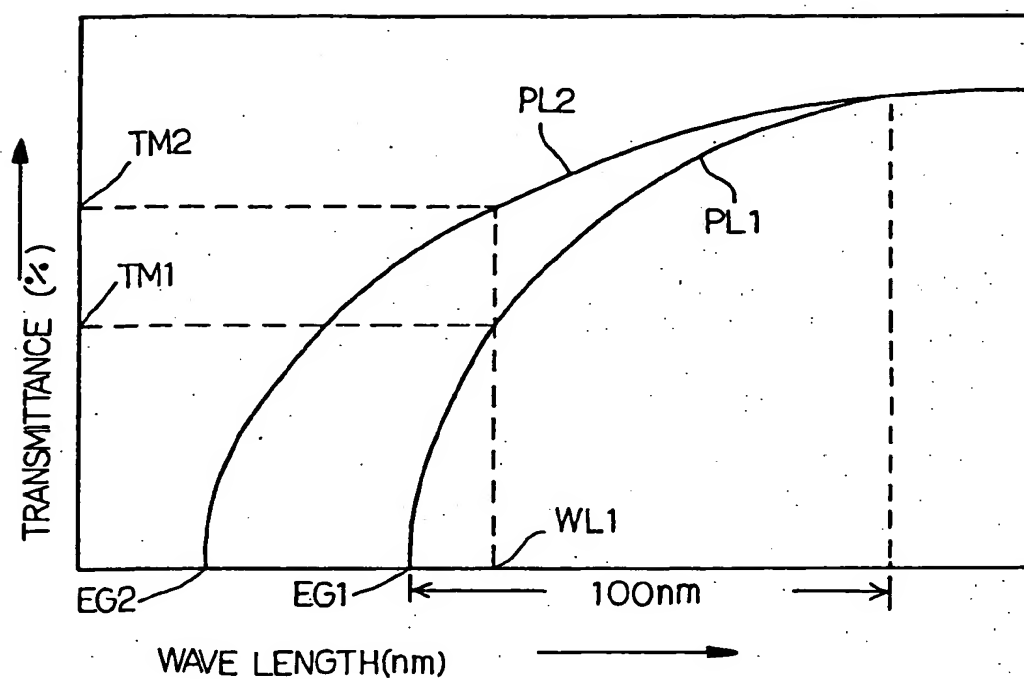 PL2
TM2
PL1
TM1
TRANSMITTANCE (%)
WL1
EG2
EG1
100nm
WAVE LENGTH(nm)